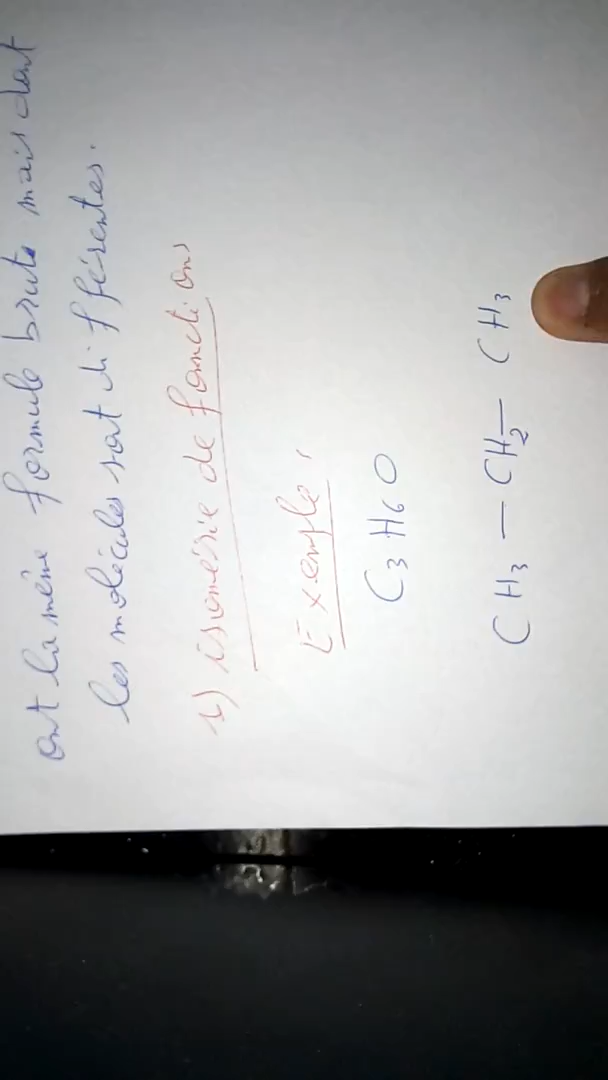 ont la même formule brute mais dont
les molécules sont différentes.
1) isomérie de fonctions
Exemple :
C₃H₆O
CH₃ — CH₂ — CH₃